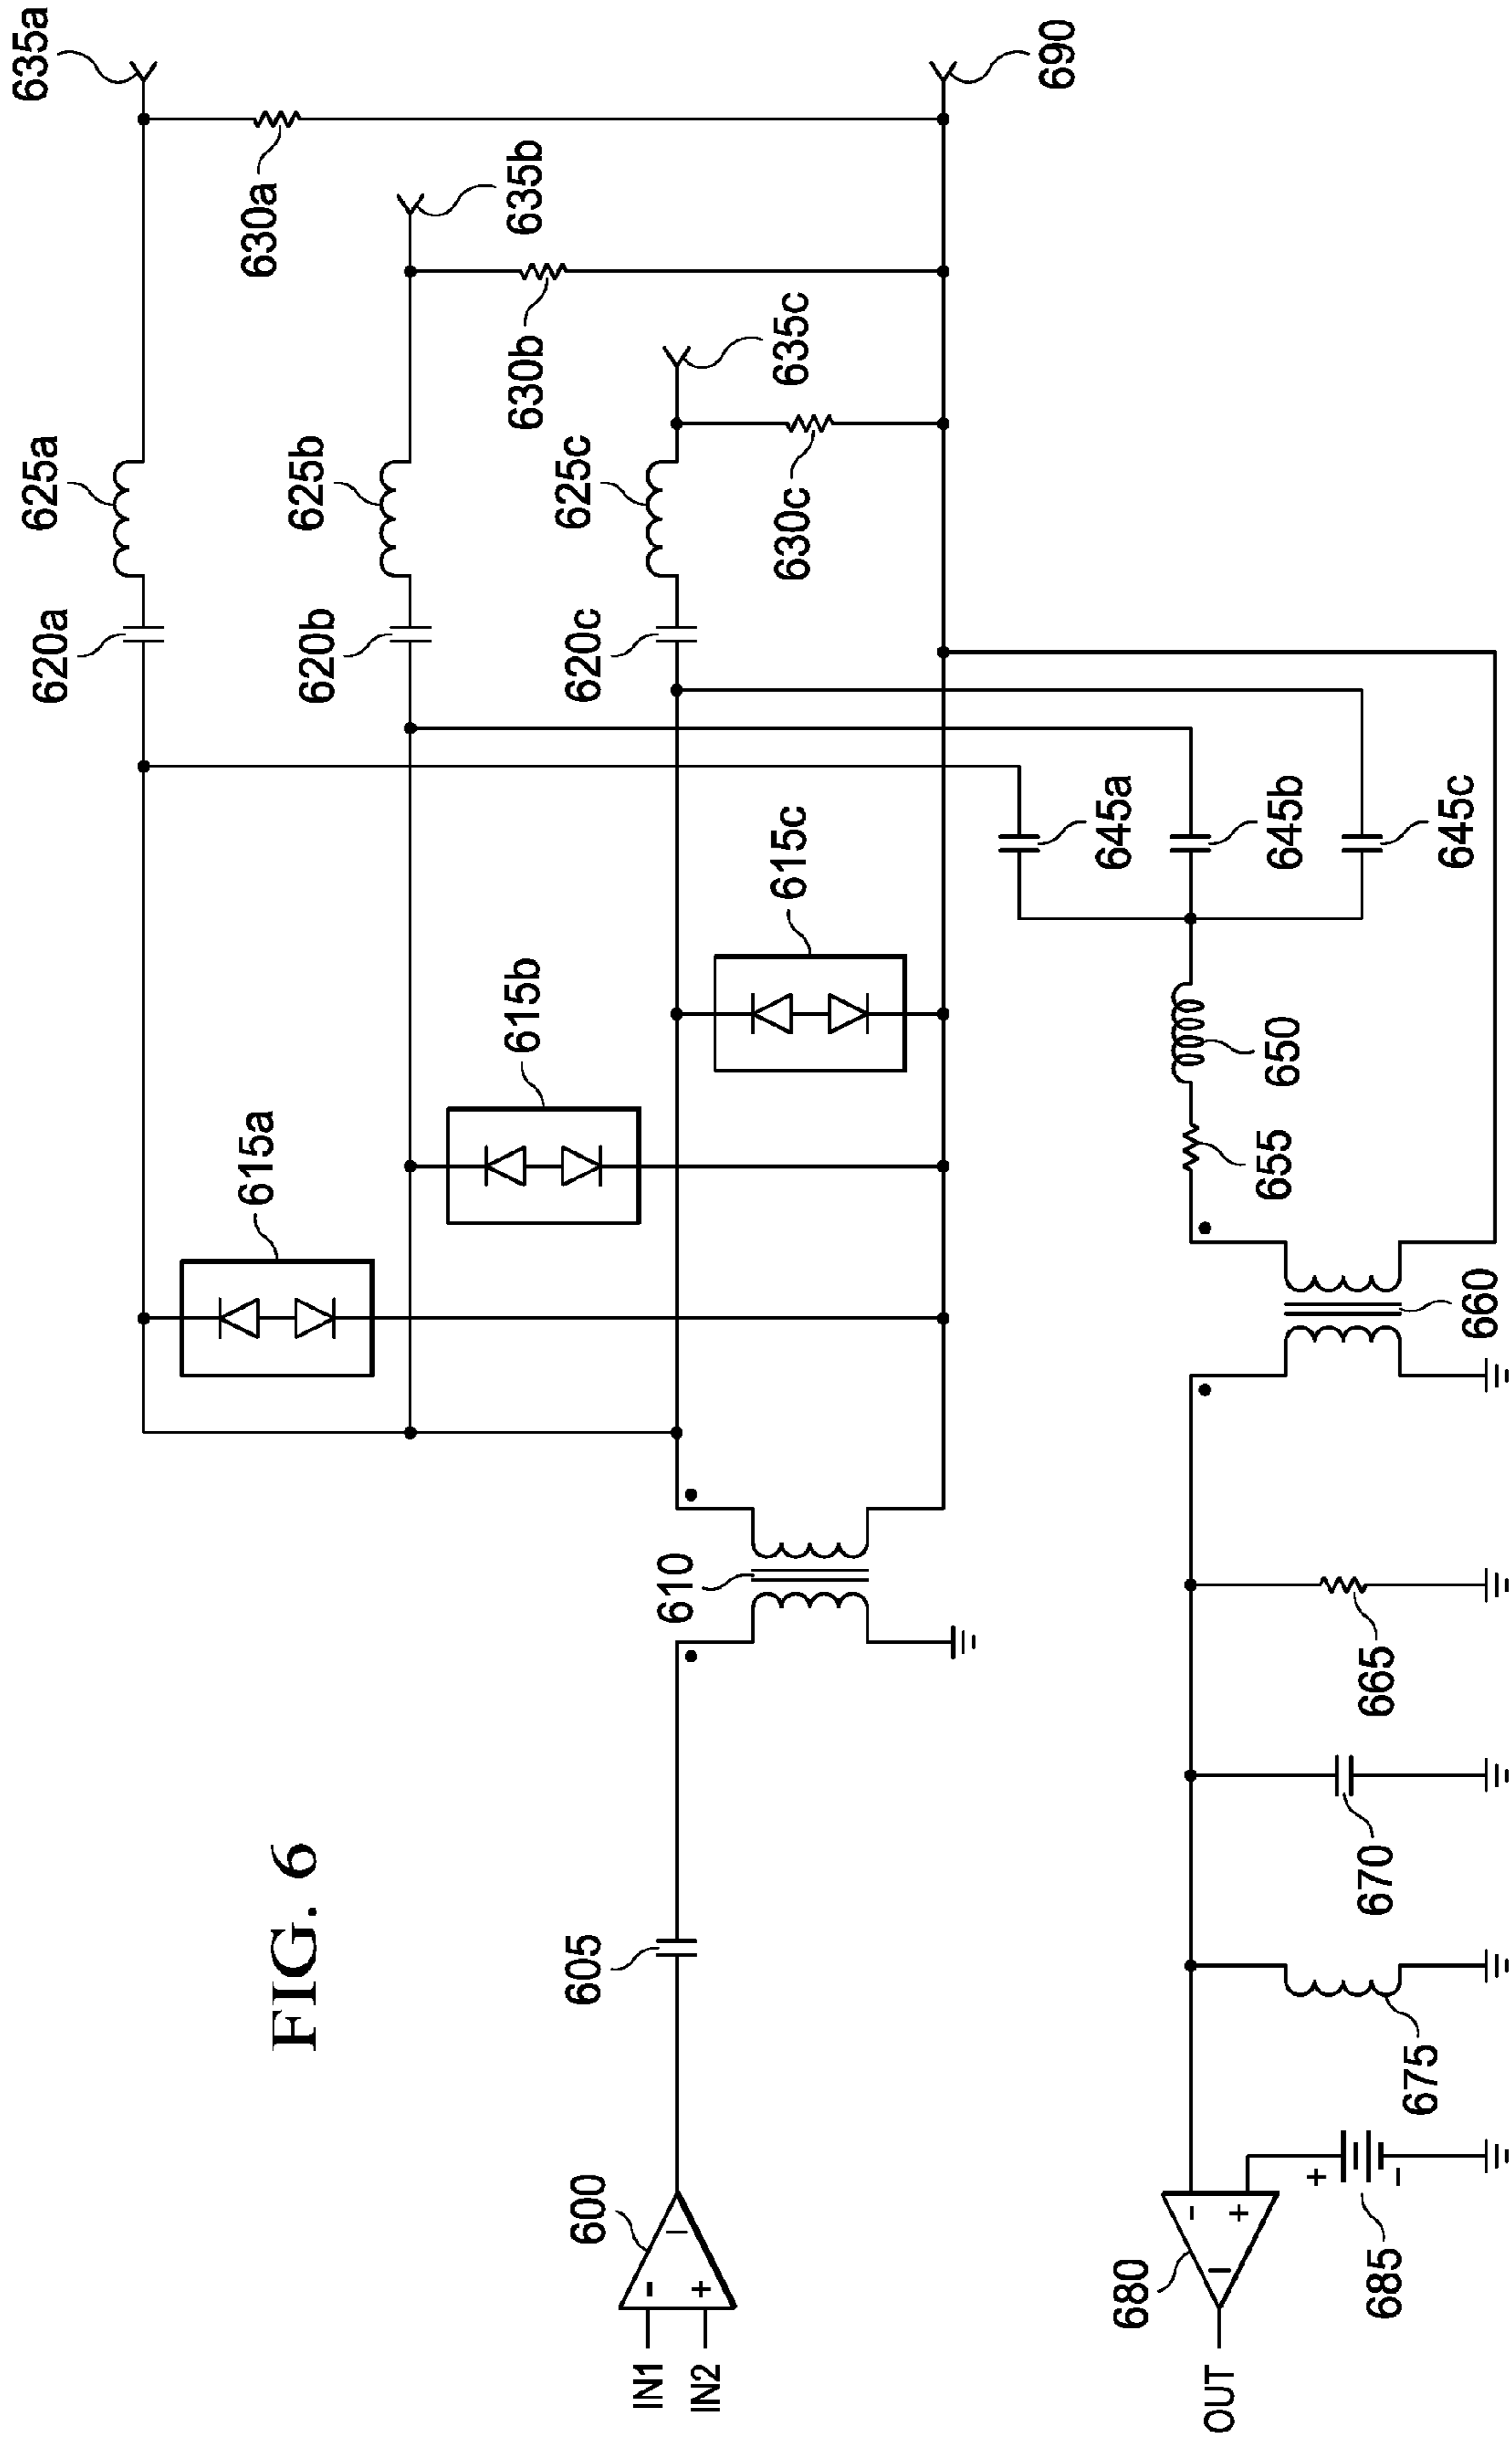 FIG. 6
635a
625a
620a
630a
615a
635b
625b
620b
630b
615b
635c
625c
620c
630c
615c
610
605
600
-
+
IN1
IN2
690
645a
645b
645c
650
655
660
665
670
675
+
-
685
680
-
+
OUT